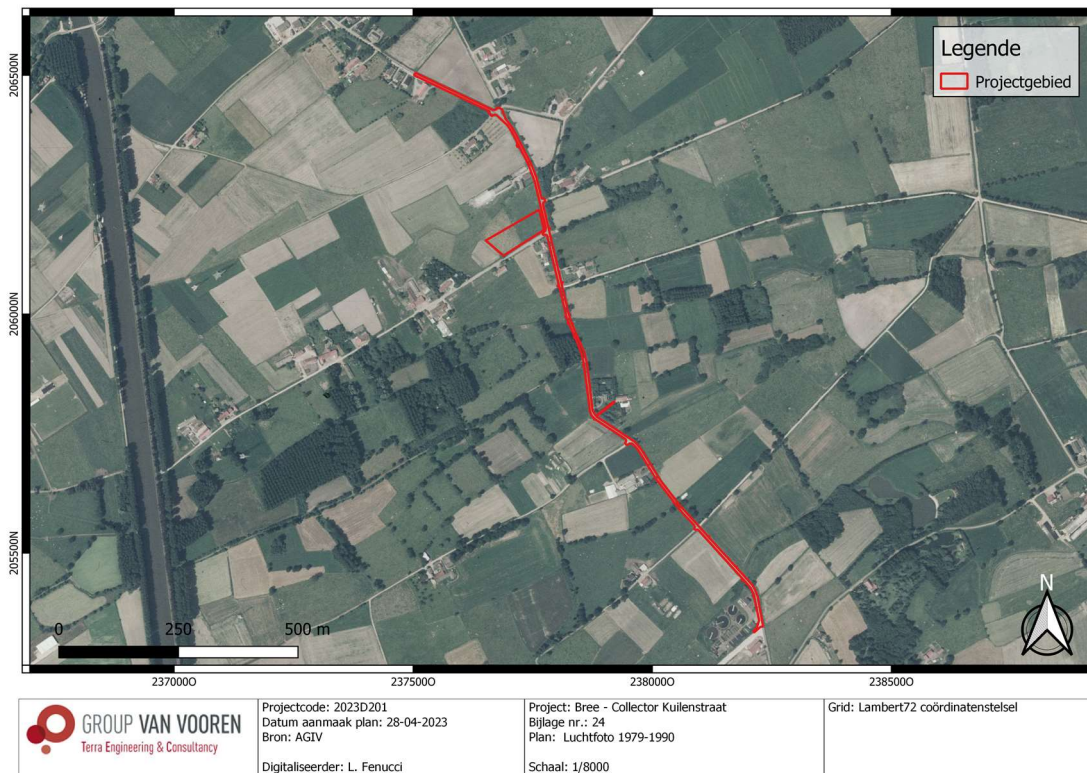 Legende
Projectgebied
206500N
206000N
205500N
0 250 500 m
N
237000O 237500O 238000O 238500O
GROUP VAN VOOREN
Terra Engineering & Consultancy
Projectcode: 2023D201
Datum aanmaak plan: 28-04-2023
Bron: AGIV
Digitaliseerder: L. Fenucci
Project: Bree - Collector Kuilenstraat
Bijlage nr.: 24
Plan: Luchtfoto 1979-1990
Schaal: 1/8000
Grid: Lambert72 coördinatenstelsel